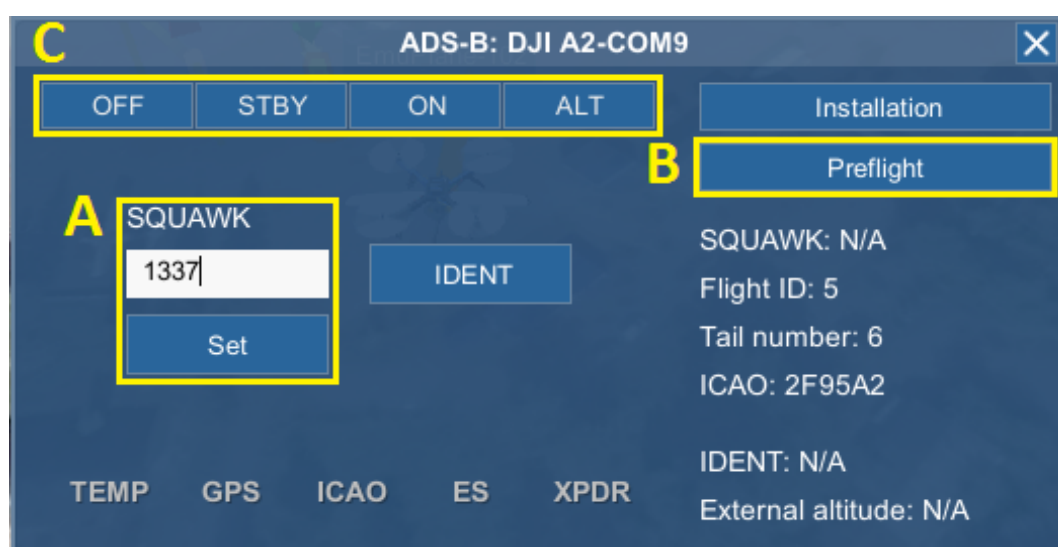 C
ADS-B: DJI A2-COM9
X
OFF STBY ON ALT
Installation
B
Preflight
A
SQUAWK
1337
Set
IDENT
SQUAWK: N/A
Flight ID: 5
Tail number: 6
ICAO: 2F95A2
IDENT: N/A
External altitude: N/A
TEMP GPS ICAO ES XPDR